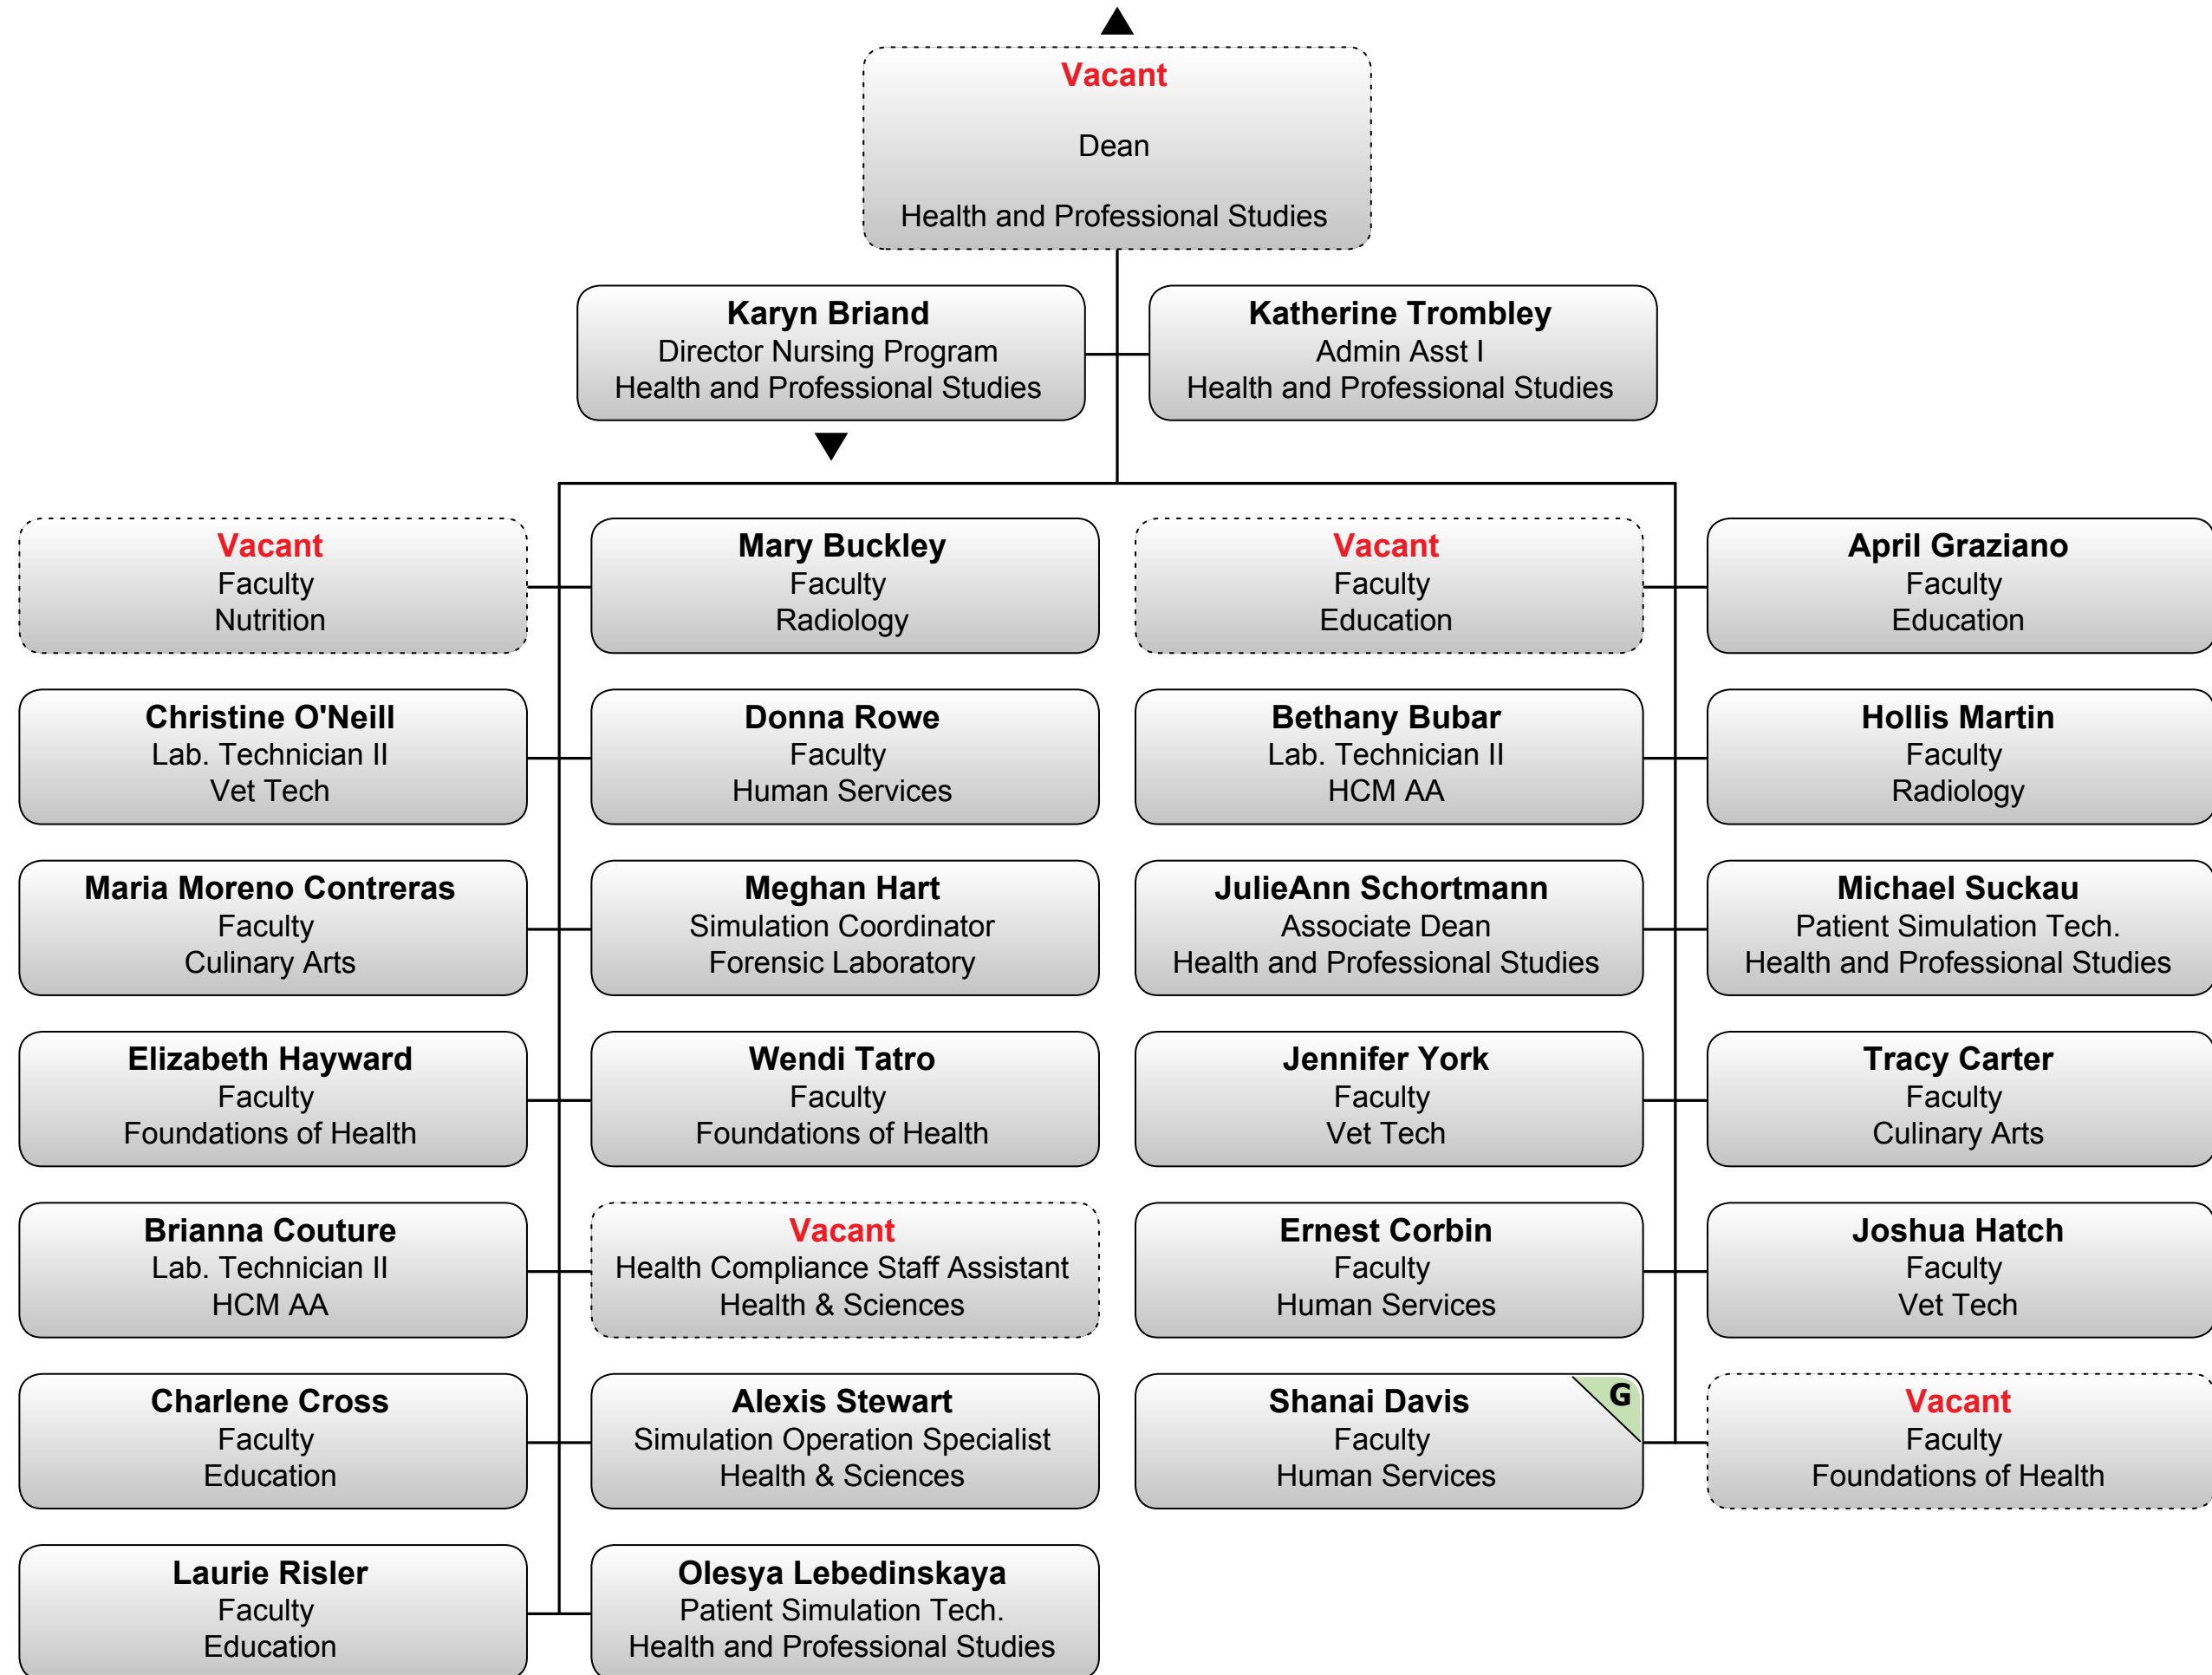 Vacant
Dean
Health and Professional Studies
Karyn Briand
Director Nursing Program
Health and Professional Studies
Katherine Trombley
Admin Asst I
Health and Professional Studies
Vacant
Faculty
Nutrition
Mary Buckley
Faculty
Radiology
Vacant
Faculty
Education
April Graziano
Faculty
Education
Christine O'Neill
Lab. Technician II
Vet Tech
Donna Rowe
Faculty
Human Services
Bethany Bubar
Lab. Technician II
HCM AA
Hollis Martin
Faculty
Radiology
Maria Moreno Contreras
Faculty
Culinary Arts
Meghan Hart
Simulation Coordinator
Forensic Laboratory
JulieAnn Schortmann
Associate Dean
Health and Professional Studies
Michael Suckau
Patient Simulation Tech.
Health and Professional Studies
Elizabeth Hayward
Faculty
Foundations of Health
Wendi Tatro
Faculty
Foundations of Health
Jennifer York
Faculty
Vet Tech
Tracy Carter
Faculty
Culinary Arts
Brianna Couture
Lab. Technician II
HCM AA
Vacant
Health Compliance Staff Assistant
Health & Sciences
Ernest Corbin
Faculty
Human Services
Joshua Hatch
Faculty
Vet Tech
Charlene Cross
Faculty
Education
Alexis Stewart
Simulation Operation Specialist
Health & Sciences
Shanai Davis
G
Faculty
Human Services
Vacant
Faculty
Foundations of Health
Laurie Risler
Faculty
Education
Olesya Lebedinskaya
Patient Simulation Tech.
Health and Professional Studies